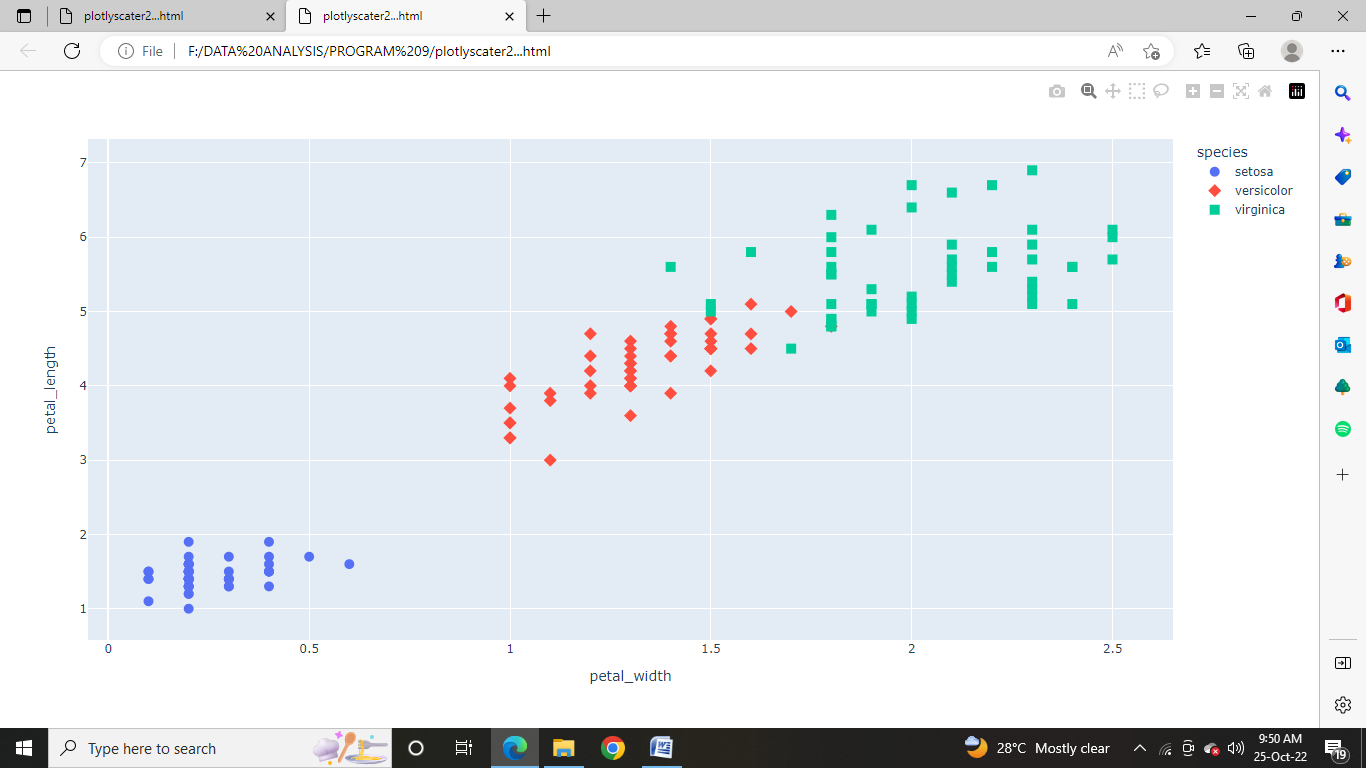 plotlyscater2...html
plotlyscater2...html
File
F:/DATA%20ANALYSIS/PROGRAM%209/plotlyscater2...html
species
setosa
versicolor
virginica
7
6
5
4
3
2
1
petal_length
0 0.5 1 1.5 2 2.5
petal_width
Type here to search
28°C Mostly clear
9:50 AM
25-Oct-22
19